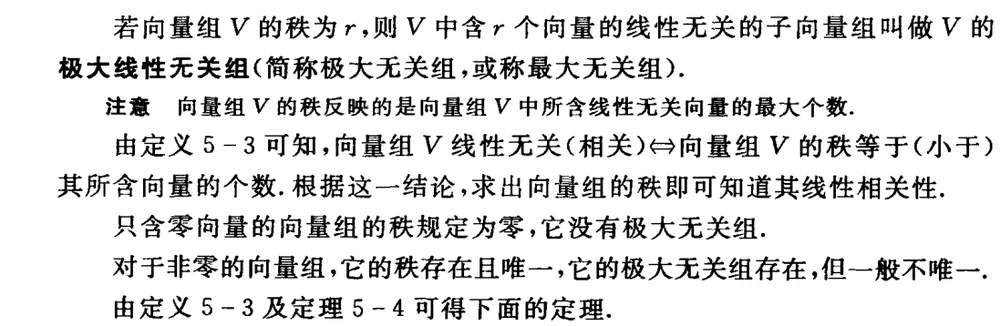 若向量组 V 的秩为 r,则 V 中含 r 个向量的线性无关的子向量组叫做 V 的
极大线性无关组(简称极大无关组,或称最大无关组).
注意 向量组 V 的秩反映的是向量组 V 中所含线性无关向量的最大个数.
由定义 5-3 可知,向量组 V 线性无关(相关)⇔向量组 V 的秩等于(小于)
其所含向量的个数.根据这一结论,求出向量组的秩即可知道其线性相关性.
只含零向量的向量组的秩规定为零,它没有极大无关组.
对于非零的向量组,它的秩存在且唯一,它的极大无关组存在,但一般不唯一.
由定义 5-3 及定理 5-4 可得下面的定理.